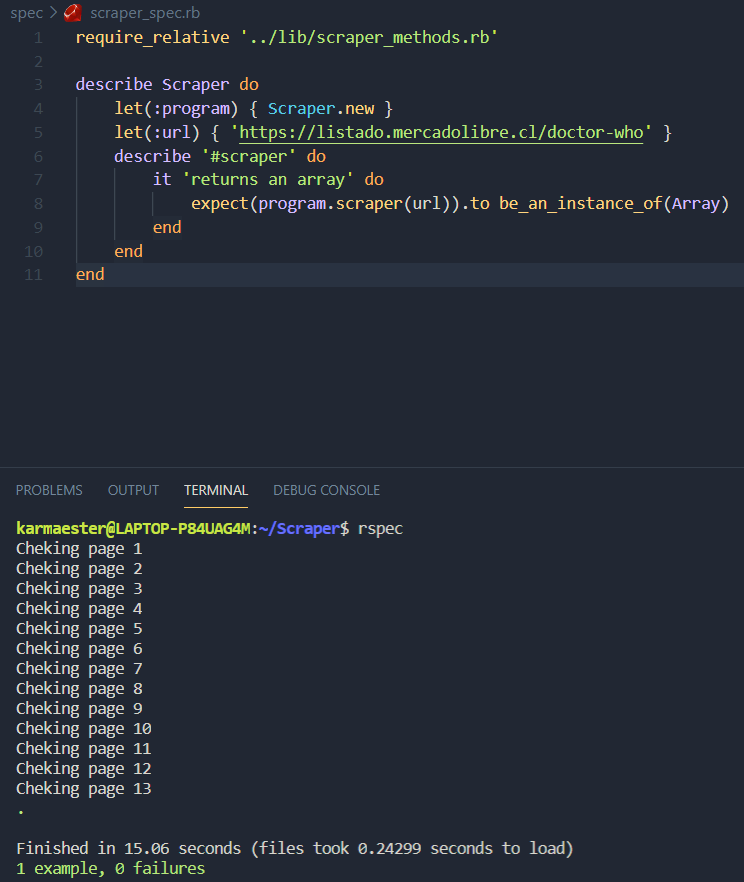 spec > scraper_spec.rb
1 require_relative '../lib/scraper_methods.rb'
2
3 describe Scraper do
4 let(:program) { Scraper.new }
5 let(:url) { 'https://listado.mercadolibre.cl/doctor-who' }
6 describe '#scraper' do
7 it 'returns an array' do
8 expect(program.scraper(url)).to be_an_instance_of(Array)
9 end
10 end
11 end
PROBLEMS OUTPUT TERMINAL DEBUG CONSOLE
karmaester@LAPTOP-P84UAG4M:~/Scraper$ rspec
Cheking page 1
Cheking page 2
Cheking page 3
Cheking page 4
Cheking page 5
Cheking page 6
Cheking page 7
Cheking page 8
Cheking page 9
Cheking page 10
Cheking page 11
Cheking page 12
Cheking page 13
.
Finished in 15.06 seconds (files took 0.24299 seconds to load)
1 example, 0 failures